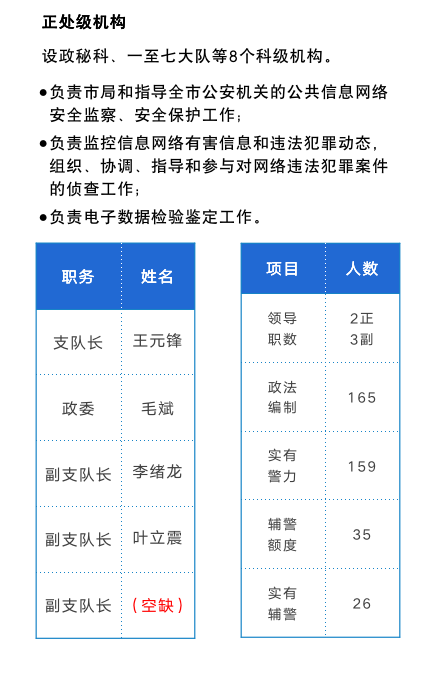 正处级机构
设政秘科、一至七大队等8个科级机构。
●负责市局和指导全市公安机关的公共信息网络
安全监察、安全保护工作；
●负责监控信息网络有害信息和违法犯罪动态，
组织、协调、指导和参与对网络违法犯罪案件
的侦查工作；
●负责电子数据检验鉴定工作。
职务 姓名
支队长 王元锋
政委 毛斌
副支队长 李绪龙
副支队长 叶立震
副支队长 （空缺）
项目 人数
领导 2正
职数 3副
政法
编制 165
实有
警力 159
辅警
额度 35
实有
辅警 26